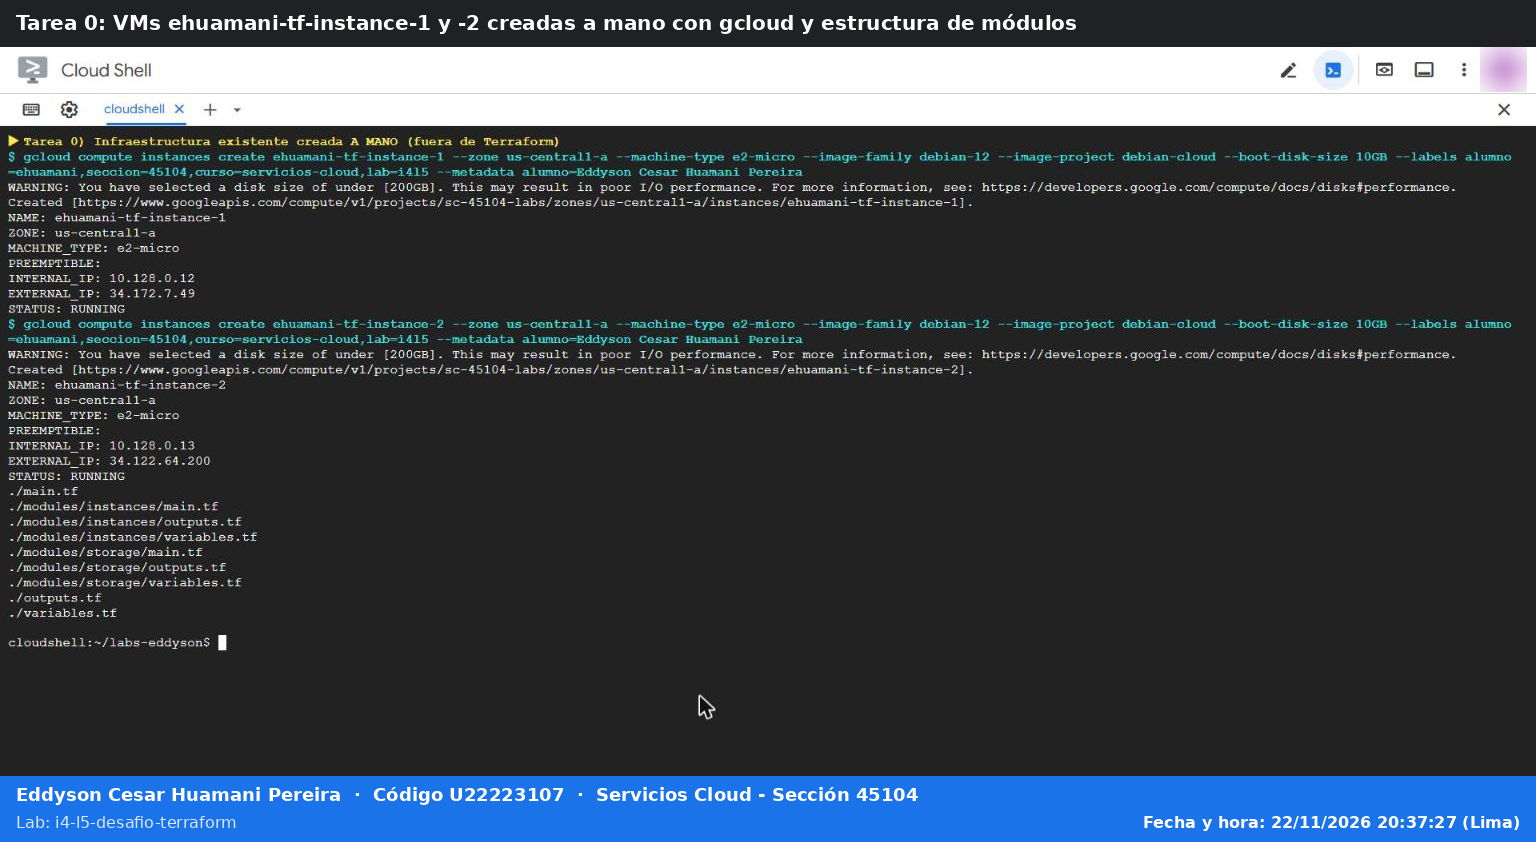 Tarea 0: VMs ehuamani-tf-instance-1 y -2 creadas a mano con gcloud y estructura de módulos
Cloud Shell
cloudshell
Tarea 0) Infraestructura existente creada A MANO (fuera de Terraform)
$ gcloud compute instances create ehuamani-tf-instance-1 --zone us-central1-a --machine-type e2-micro --image-family debian-12 --image-project debian-cloud --boot-disk-size 10GB --labels alumno
=ehuamani,seccion=45104,curso=servicios-cloud,lab=i4l5 --metadata alumno=Eddyson Cesar Huamani Pereira
WARNING: You have selected a disk size of under [200GB]. This may result in poor I/O performance. For more information, see: https://developers.google.com/compute/docs/disks#performance.
Created [https://www.googleapis.com/compute/v1/projects/sc-45104-labs/zones/us-central1-a/instances/ehuamani-tf-instance-1].
NAME: ehuamani-tf-instance-1
ZONE: us-central1-a
MACHINE_TYPE: e2-micro
PREEMPTIBLE:
INTERNAL_IP: 10.128.0.12
EXTERNAL_IP: 34.172.7.49
STATUS: RUNNING
$ gcloud compute instances create ehuamani-tf-instance-2 --zone us-central1-a --machine-type e2-micro --image-family debian-12 --image-project debian-cloud --boot-disk-size 10GB --labels alumno
=ehuamani,seccion=45104,curso=servicios-cloud,lab=i4l5 --metadata alumno=Eddyson Cesar Huamani Pereira
WARNING: You have selected a disk size of under [200GB]. This may result in poor I/O performance. For more information, see: https://developers.google.com/compute/docs/disks#performance.
Created [https://www.googleapis.com/compute/v1/projects/sc-45104-labs/zones/us-central1-a/instances/ehuamani-tf-instance-2].
NAME: ehuamani-tf-instance-2
ZONE: us-central1-a
MACHINE_TYPE: e2-micro
PREEMPTIBLE:
INTERNAL_IP: 10.128.0.13
EXTERNAL_IP: 34.122.64.200
STATUS: RUNNING
./main.tf
./modules/instances/main.tf
./modules/instances/outputs.tf
./modules/instances/variables.tf
./modules/storage/main.tf
./modules/storage/outputs.tf
./modules/storage/variables.tf
./outputs.tf
./variables.tf
cloudshell:~/labs-eddyson$
Eddyson Cesar Huamani Pereira · Código U22223107 · Servicios Cloud - Sección 45104
Lab: i4-l5-desafio-terraform
Fecha y hora: 22/11/2026 20:37:27 (Lima)